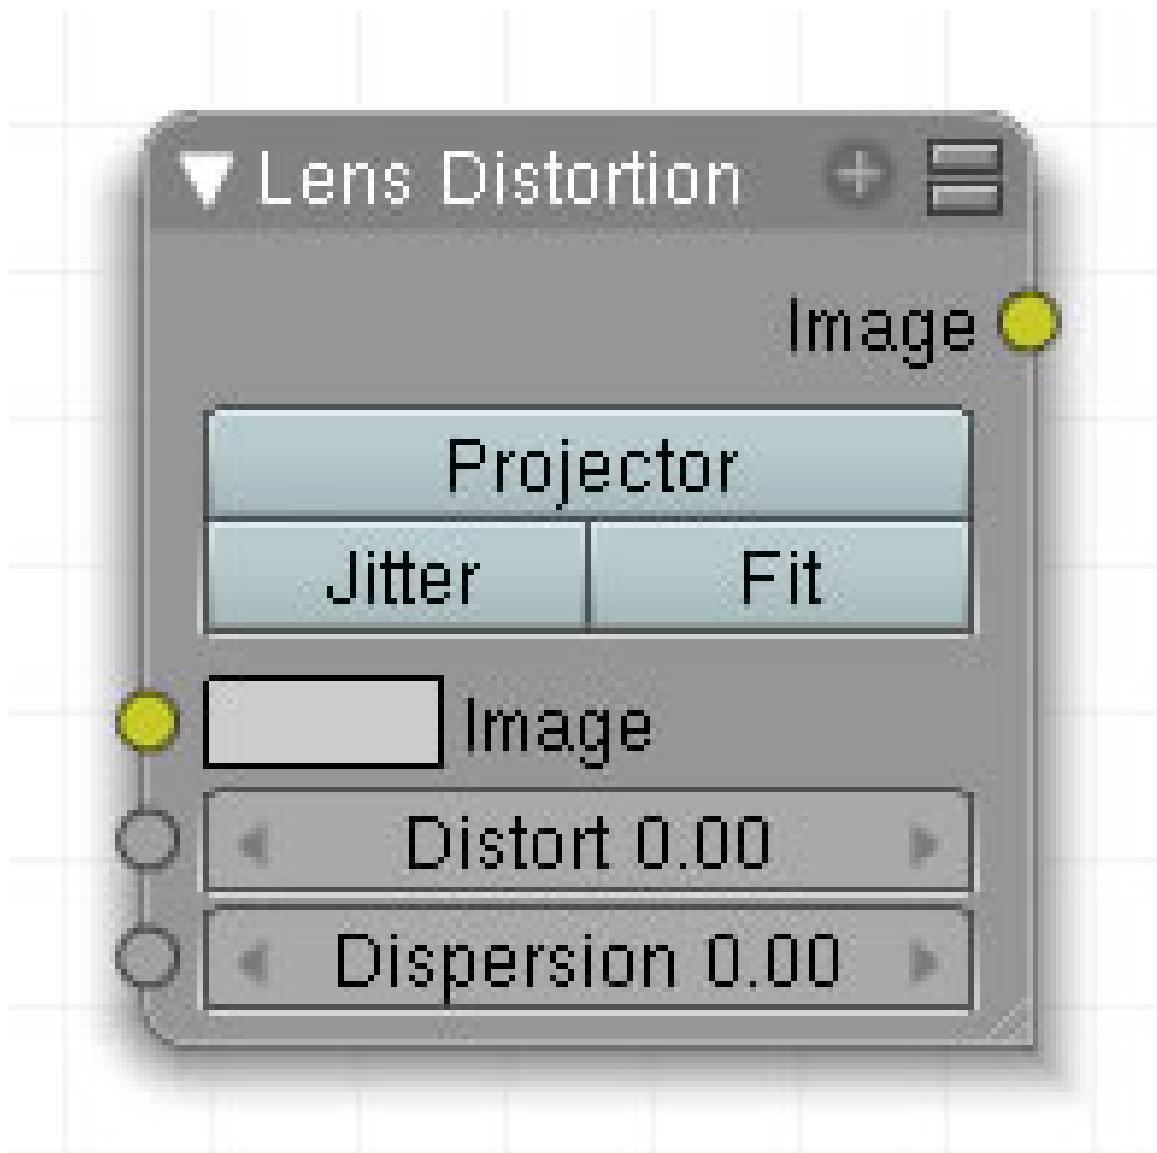 Lens Distortion
Image
Projector
Jitter Fit
Image
Distort 0.00
Dispersion 0.00